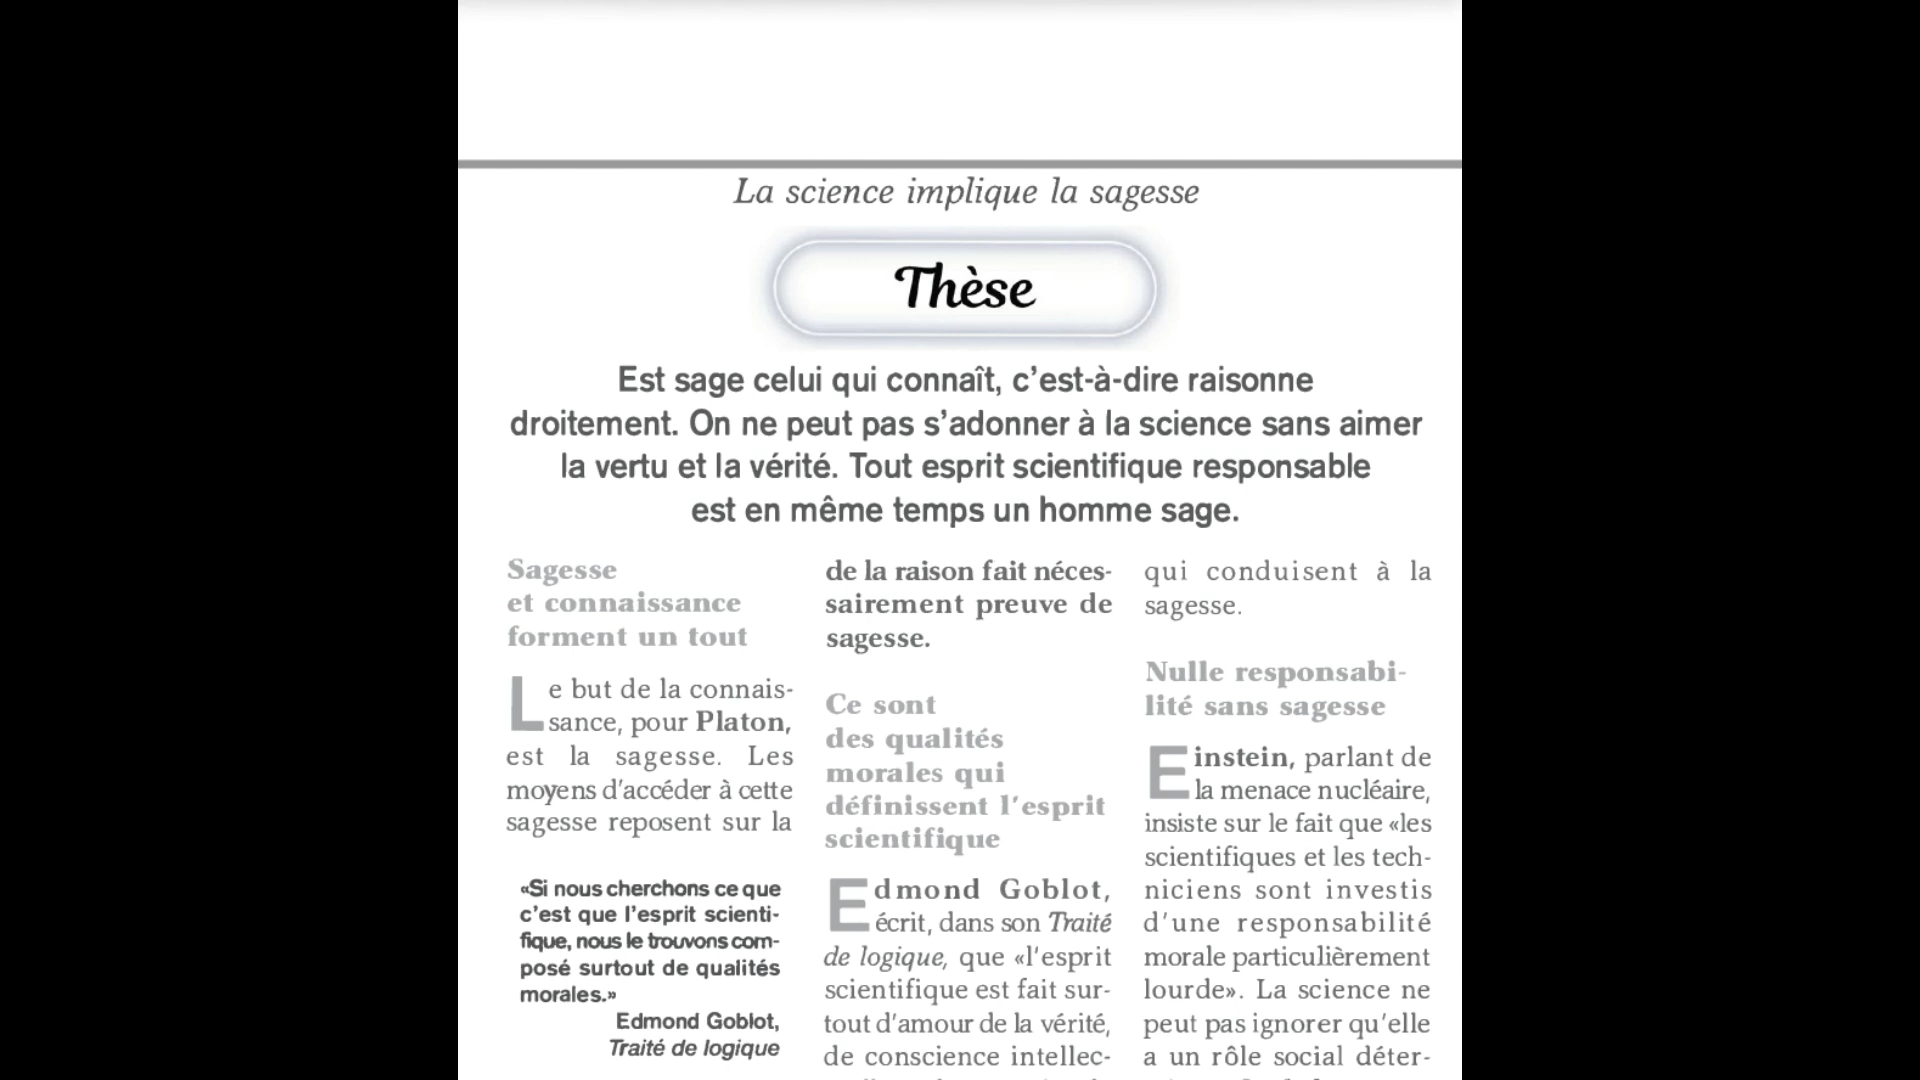 La science implique la sagesse
Thèse
Est sage celui qui connaît, c’est-à-dire raisonne
droitement. On ne peut pas s’adonner à la science sans aimer
la vertu et la vérité. Tout esprit scientifique responsable
est en même temps un homme sage.
Sagesse
et connaissance
forment un tout
Le but de la connais-
sance, pour Platon,
est la sagesse. Les
moyens d’accéder à cette
sagesse reposent sur la
«Si nous cherchons ce que
c’est que l’esprit scienti-
fique, nous le trouvons com-
posé surtout de qualités
morales.»
Edmond Goblot,
Traité de logique
de la raison fait néces-
sairement preuve de
sagesse.
Ce sont
des qualités
morales qui
définissent l’esprit
scientifique
Edmond Goblot,
écrit, dans son Traité
de logique, que «l’esprit
scientifique est fait sur-
tout d’amour de la vérité,
de conscience intellec-
qui conduisent à la
sagesse.
Nulle responsabi-
lité sans sagesse
Einstein, parlant de
la menace nucléaire,
insiste sur le fait que «les
scientifiques et les tech-
niciens sont investis
d’une responsabilité
morale particulièrement
lourde». La science ne
peut pas ignorer qu’elle
a un rôle social déter-